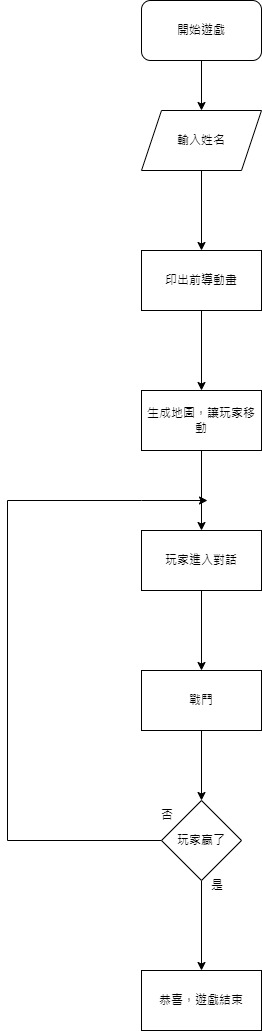 開始遊戲
輸入姓名
印出前導動畫
生成地圖，讓玩家移
動
玩家進入對話
戰鬥
否
玩家贏了
是
恭喜，遊戲結束